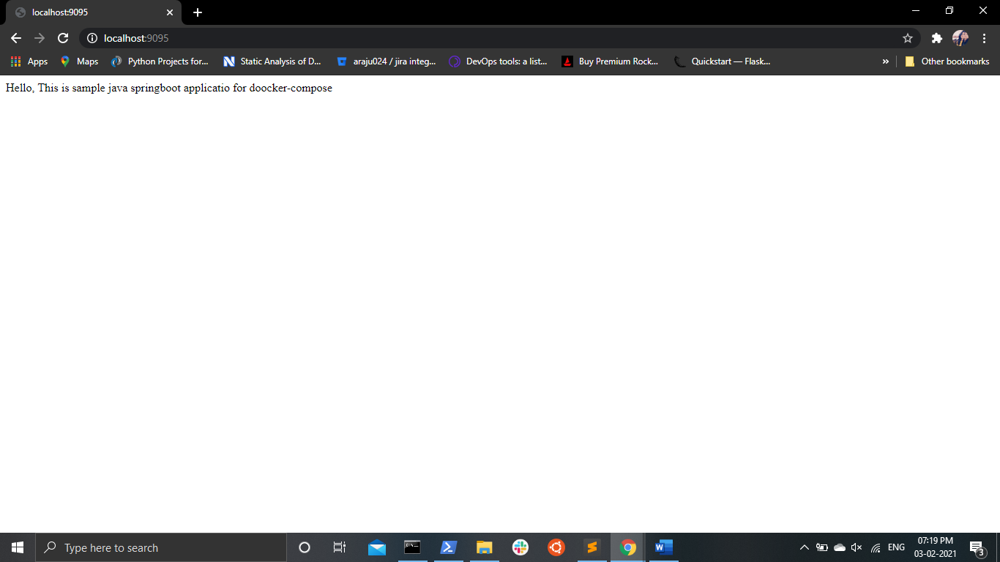 localhost:9095
localhost:9095
Apps Maps Python Projects for... Static Analysis of D... araju024 / jira integ... DevOps tools: a list... Buy Premium Rock... Quickstart — Flask... » Other bookmarks
Hello, This is sample java springboot applicatio for doocker-compose
Type here to search
ENG
07:19 PM
03-02-2021
3